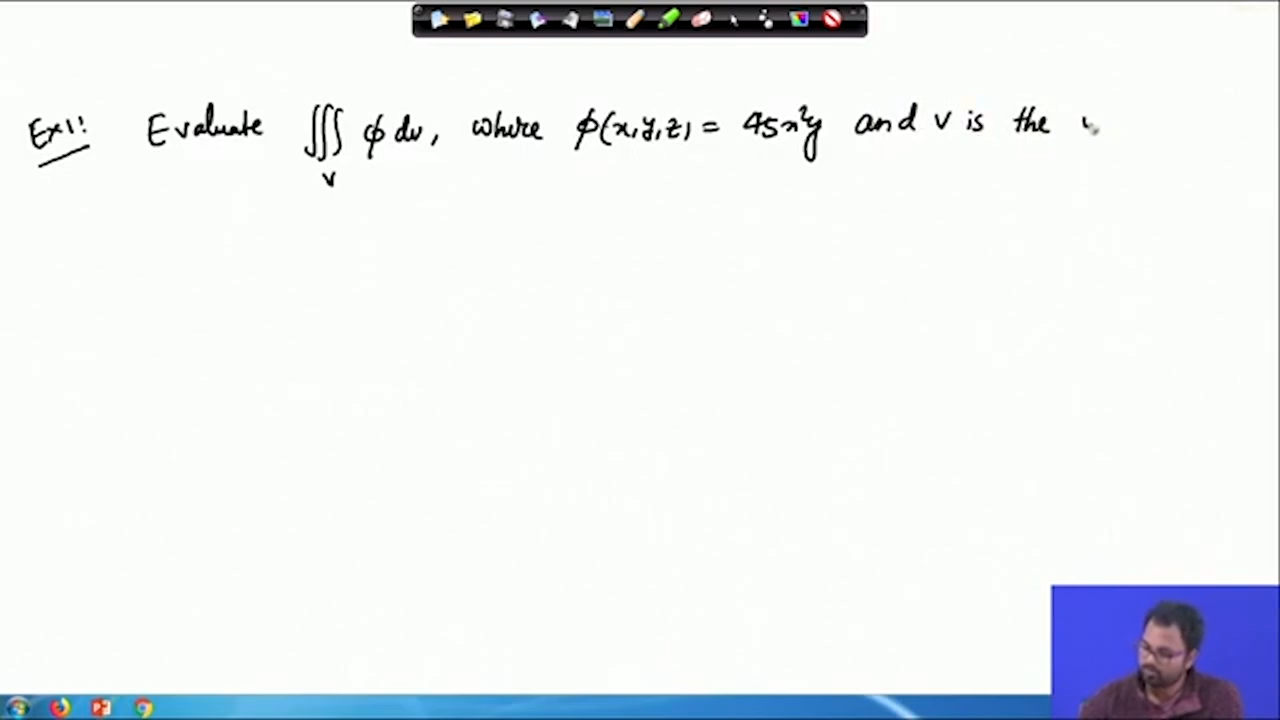 Ex1: Evaluate ∭_V ϕ dv, where ϕ(x,y,z) = 45x²y and v is the